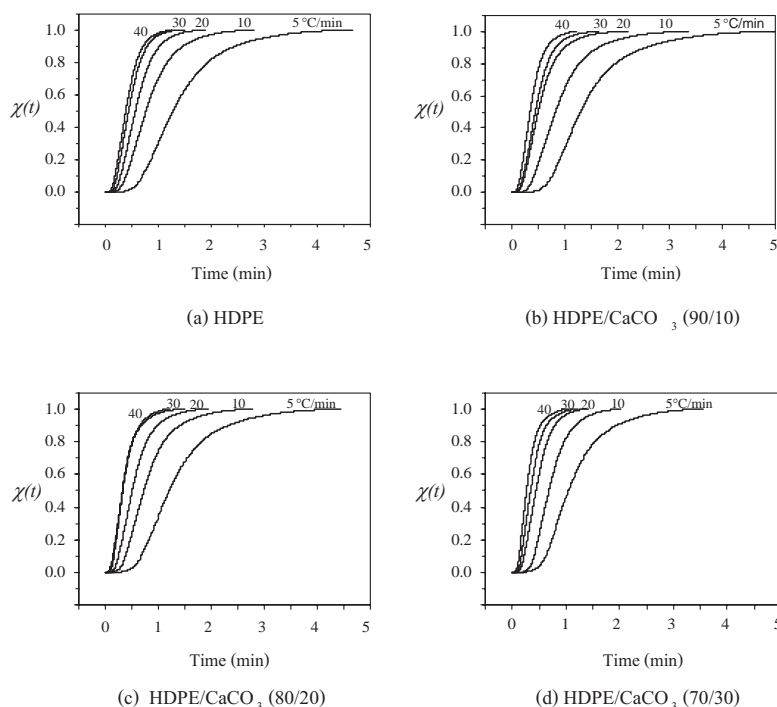 40 30 20 10 5 °C/min
1.0
0.8
0.6
χ(t)
0.4
0.2
0.0
0 1 2 3 4 5
Time (min)
(a) HDPE
40 30 20 10 5 °C/min
1.0
0.8
0.6
χ(t)
0.4
0.2
0.0
0 1 2 3 4 5
Time (min)
(b) HDPE/CaCO 3 (90/10)
40 30 20 10 5 °C/min
1.0
0.8
0.6
χ(t)
0.4
0.2
0.0
0 1 2 3 4 5
Time (min)
(c) HDPE/CaCO3 (80/20)
40 30 20 10 5°C/min
1.0
0.8
0.6
χ(t)
0.4
0.2
0.0
0 1 2 3 4 5
Time (min)
(d) HDPE/CaCO3 (70/30)